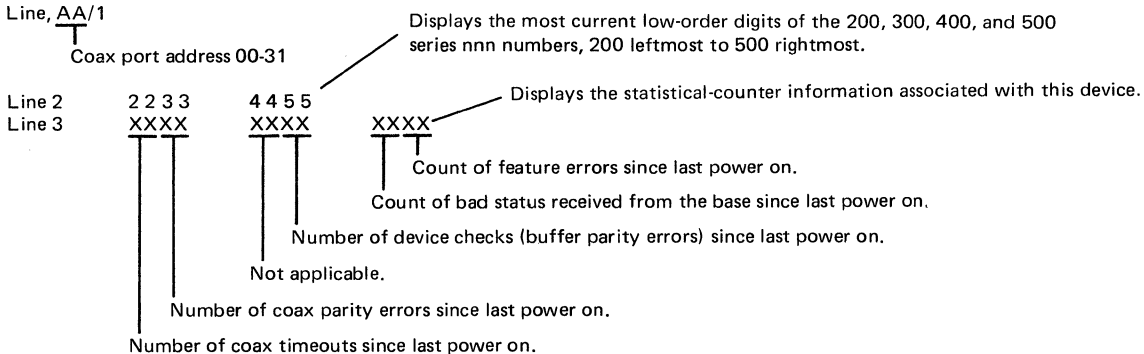 Line, AA/1
Displays the most current low-order digits of the 200, 300, 400, and 500
series nnn numbers, 200 leftmost to 500 rightmost.
Coax port address 00-31
Line 2 2 2 3 3 4 4 5 5
Displays the statistical-counter information associated with this device.
Line 3 XXXX XXXX XXXX
Count of feature errors since last power on.
Count of bad status received from the base since last power on.
Number of device checks (buffer parity errors) since last power on.
Not applicable.
Number of coax parity errors since last power on.
Number of coax timeouts since last power on.